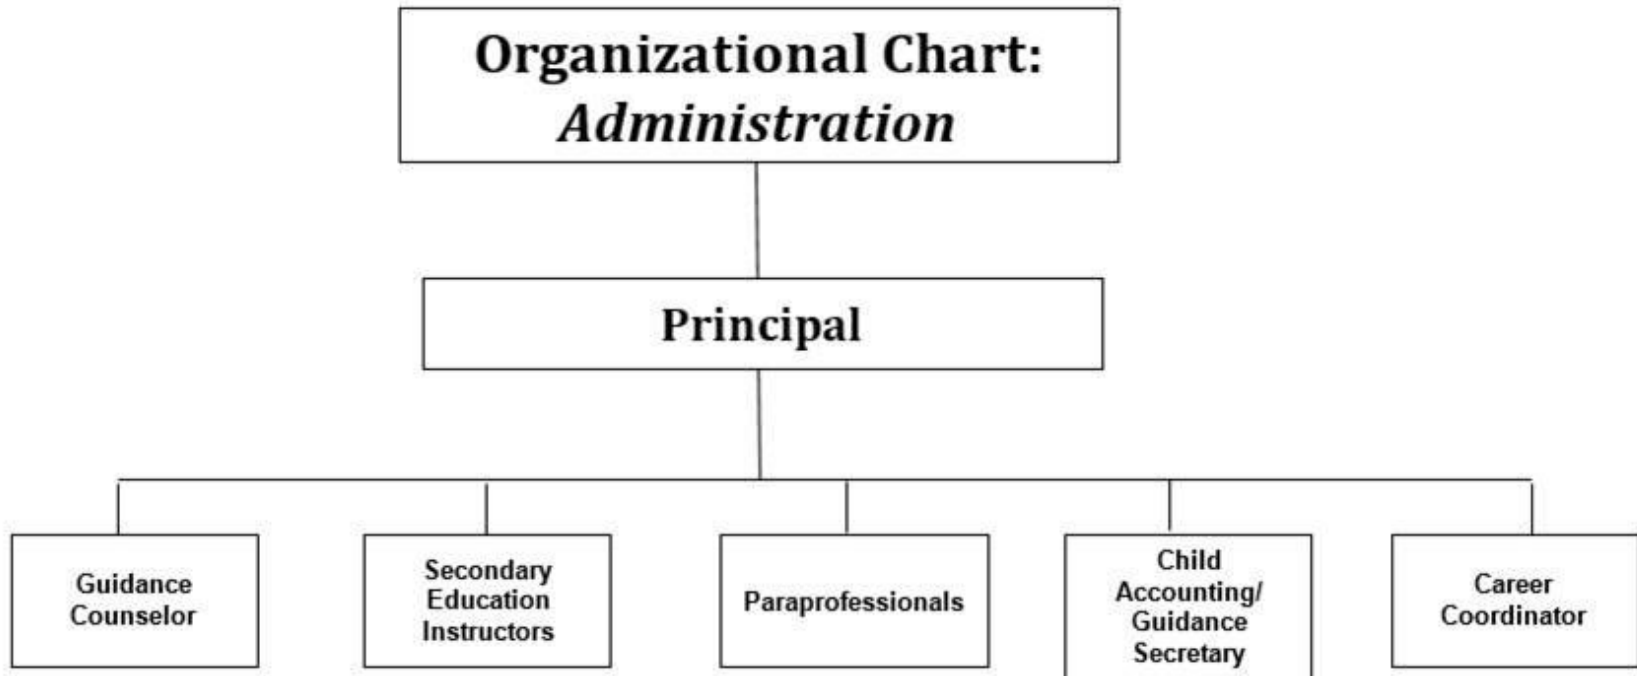 Organizational Chart:
Administration
Principal
Guidance
Counselor
Secondary
Education
Instructors
Paraprofessionals
Child
Accounting/
Guidance
Secretary
Career
Coordinator